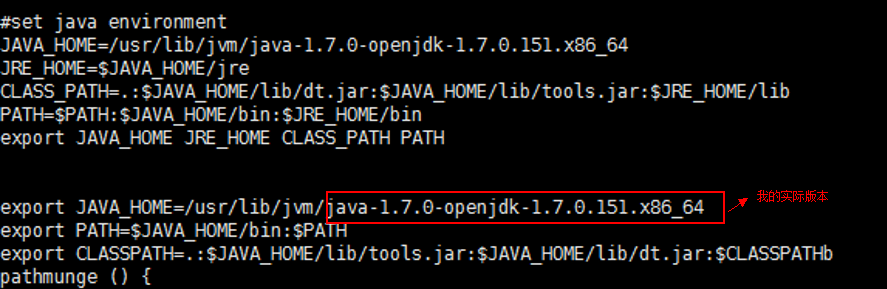 #set java environment
JAVA_HOME=/usr/lib/jvm/java-1.7.0-openjdk-1.7.0.151.x86_64
JRE_HOME=$JAVA_HOME/jre
CLASS_PATH=.:$JAVA_HOME/lib/dt.jar:$JAVA_HOME/lib/tools.jar:$JRE_HOME/lib
PATH=$PATH:$JAVA_HOME/bin:$JRE_HOME/bin
export JAVA_HOME JRE_HOME CLASS_PATH PATH
export JAVA_HOME=/usr/lib/jvm/java-1.7.0-openjdk-1.7.0.151.x86_64 我的实际版本
export PATH=$JAVA_HOME/bin:$PATH
export CLASSPATH=.:$JAVA_HOME/lib/tools.jar:$JAVA_HOME/lib/dt.jar:$CLASSPATHb
pathmunge () {